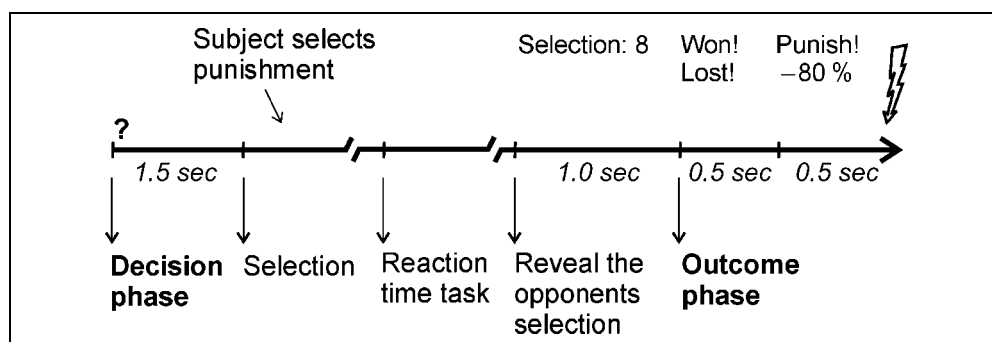 Subject selects
punishment
Selection: 8 Won! Punish!
Lost! –80 %
?
1.5 sec 1.0 sec 0.5 sec 0.5 sec
Decision
phase
Selection
Reaction
time task
Reveal the
opponents
selection
Outcome
phase